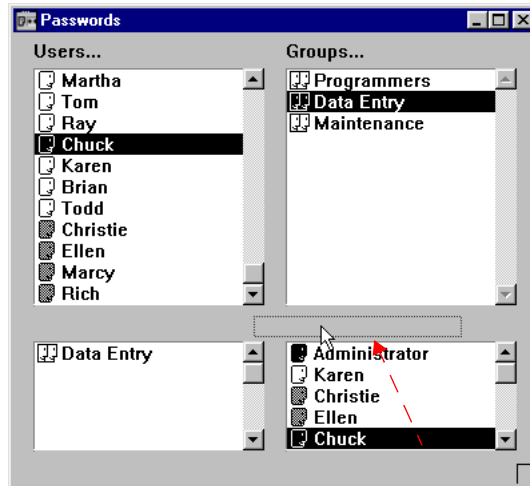 Passwords
Users...
Martha
Tom
Ray
Chuck
Karen
Brian
Todd
Christie
Ellen
Marcy
Rich
Groups...
Programmers
Data Entry
Maintenance
Data Entry
Administrator
Karen
Christie
Ellen
Chuck